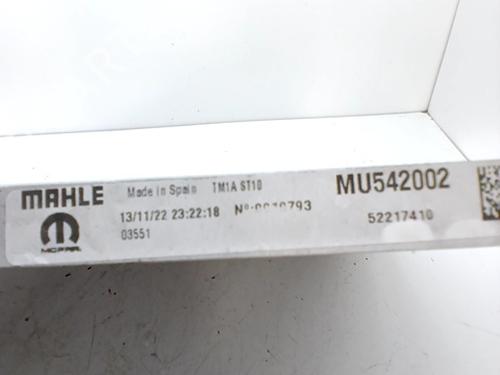 MAHLE Made in Spain TM1A ST10 MU542002
13/11/22 23:22:18 52217410
MOPAR 03551